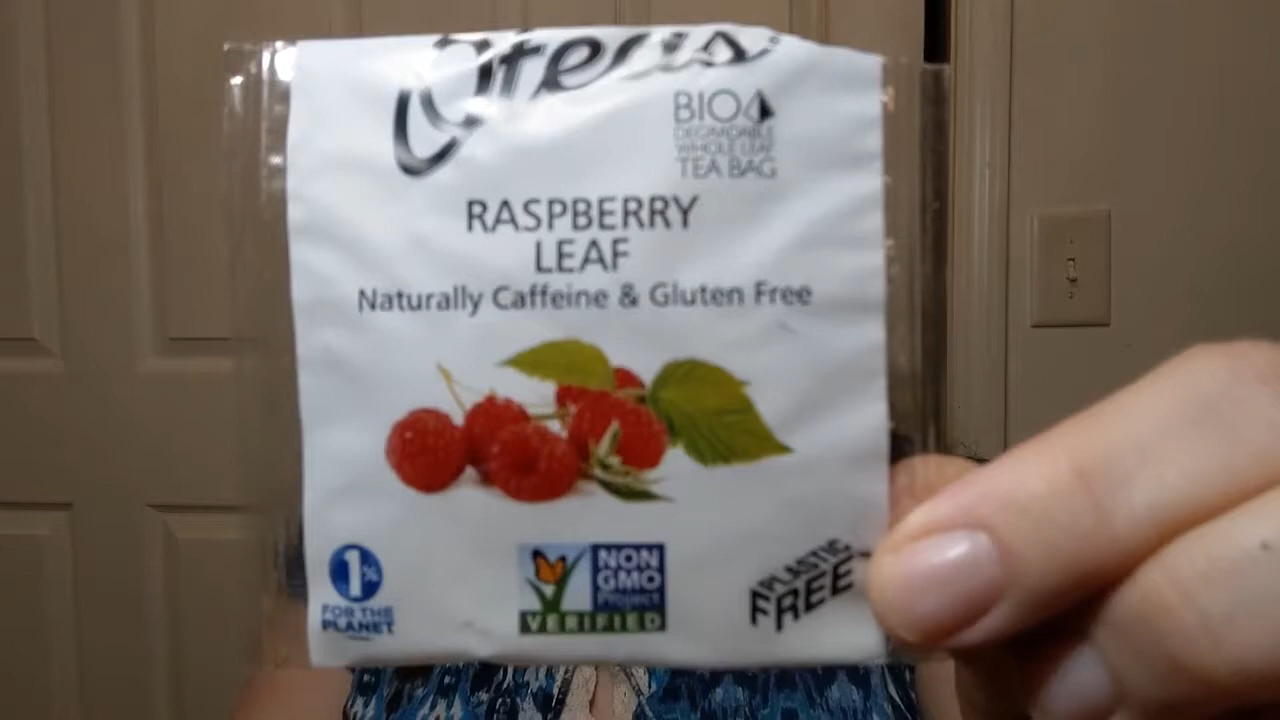 Oteas
BIO
DEGRADABLE
WHOLE LEAF
TEA BAG
RASPBERRY
LEAF
Naturally Caffeine & Gluten Free
1%
FOR THE
PLANET
NON
GMO
Project
VERIFIED
PLASTIC
FREE